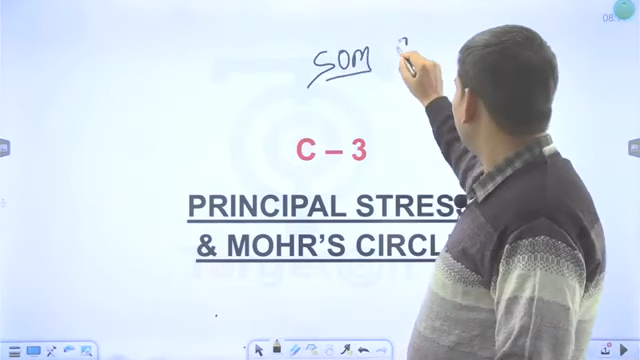 SOM
C – 3
PRINCIPAL STRESS
& MOHR'S CIRCL